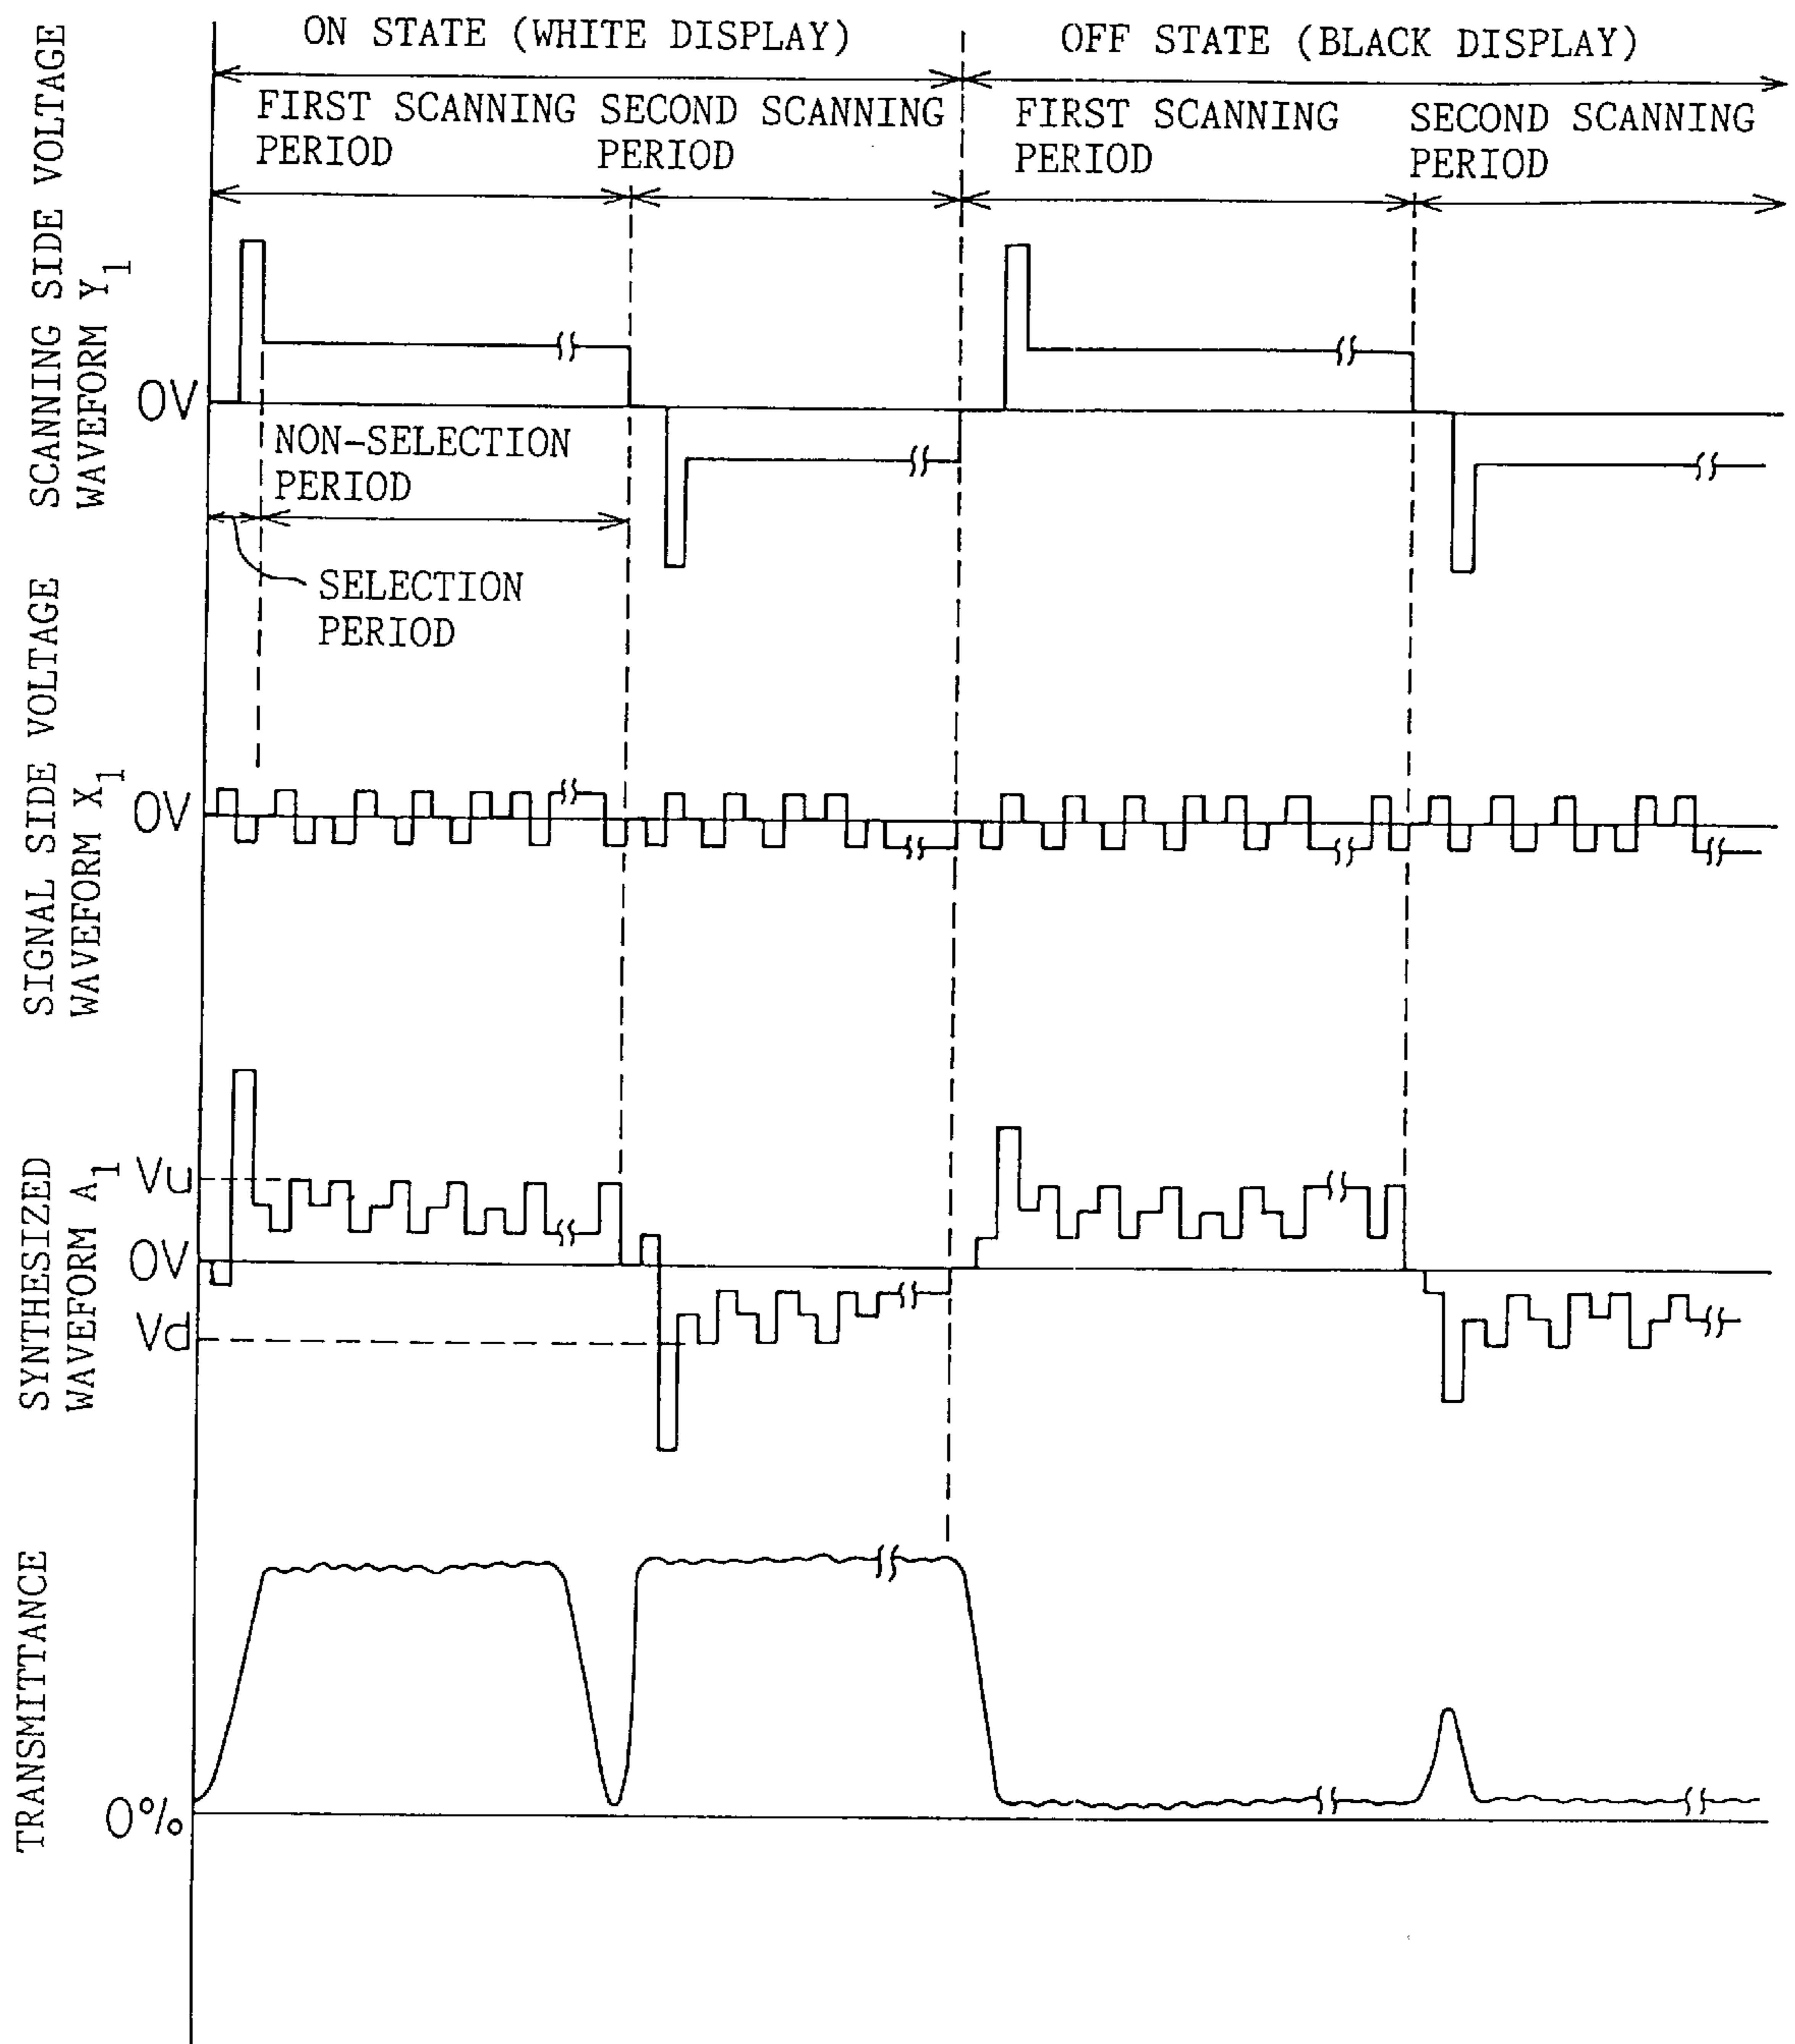 ON STATE (WHITE DISPLAY)
OFF STATE (BLACK DISPLAY)
FIRST SCANNING
PERIOD
SECOND SCANNING
PERIOD
FIRST SCANNING
PERIOD
SECOND SCANNING
PERIOD
SCANNING SIDE VOLTAGE
WAVEFORM Y1
0V
NON-SELECTION
PERIOD
SELECTION
PERIOD
SIGNAL SIDE VOLTAGE
WAVEFORM X1
0V
SYNTHESIZED
WAVEFORM A1
Vu
0V
Vd
TRANSMITTANCE
0%